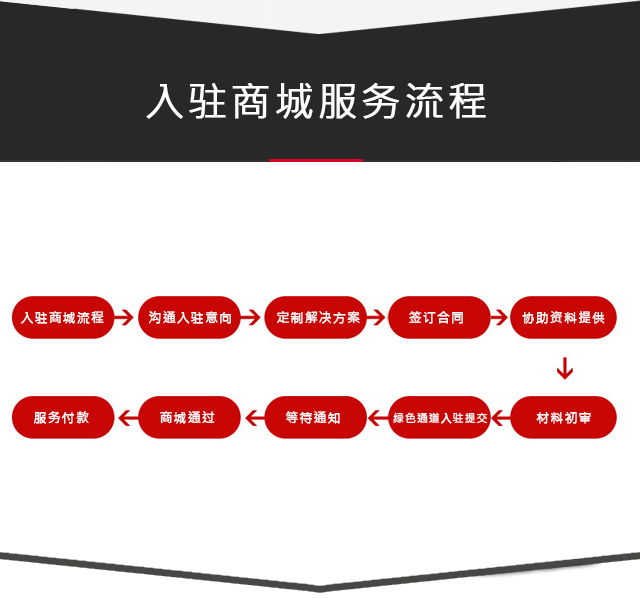 入驻商城服务流程
入驻商城流程
沟通入驻意向
定制解决方案
签订合同
协助资料提供
材料初审
绿色通道入驻提交
等待通知
商城通过
服务付款